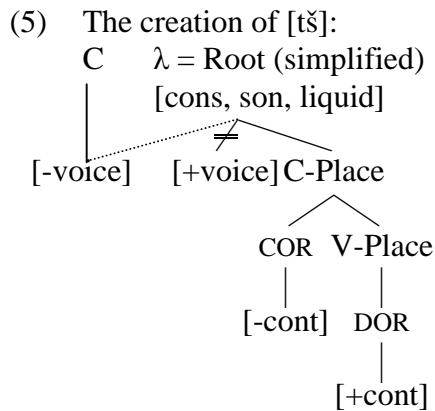 (5) The creation of [tš]:
C λ = Root (simplified)
[cons, son, liquid]
[-voice] [+voice] C-Place
COR V-Place
[-cont] DOR
[+cont]